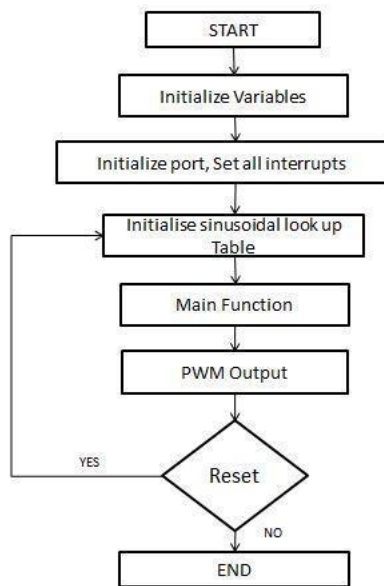 START
Initialize Variables
Initialize port, Set all interrupts
Initialise sinusoidal look up
Table
Main Function
PWM Output
YES
Reset
NO
END